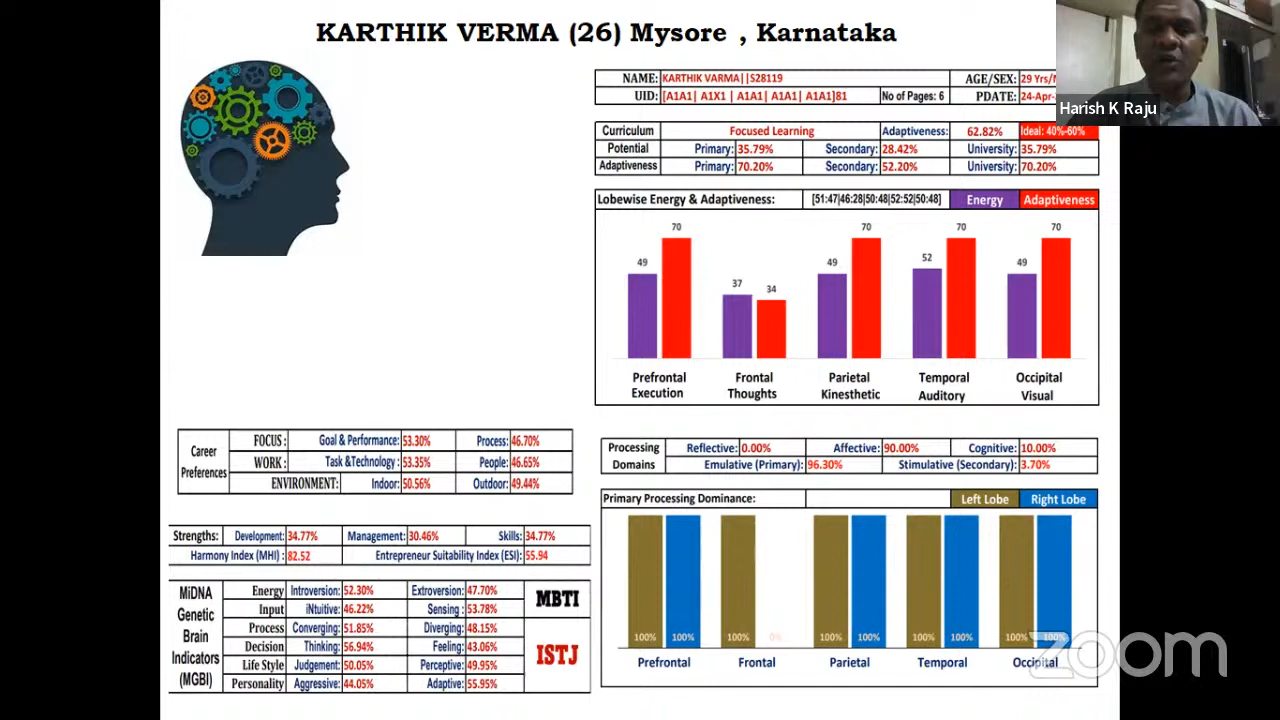 KARTHIK VERMA (26) Mysore , Karnataka
NAME: KARTHIK VARMA||S28119 AGE/SEX: 29 Yrs/
UID: [A1A1| A1X1 | A1A1| A1A1| A1A1]81 No of Pages: 6 PDATE: 24-Apr-
Harish K Raju
Curriculum Focused Learning Adaptiveness: 62.82% Ideal: 40%-60%
Potential Primary: 35.79% Secondary: 28.42% University: 35.79%
Adaptiveness Primary: 70.20% Secondary: 52.20% University: 70.20%
Lobewise Energy & Adaptiveness: [51:47|46:28|50:48|52:52|50:48] Energy Adaptiveness
70 70 70 70
49 49 52 49
37 34
Prefrontal Frontal Parietal Temporal Occipital
Execution Thoughts Kinesthetic Auditory Visual
Career Preferences
FOCUS : Goal & Performance: 53.30% Process: 46.70%
WORK : Task &Technology : 53.35% People: 46.65%
ENVIRONMENT: Indoor: 50.56% Outdoor: 49.44%
Processing Domains
Reflective: 0.00% Affective: 90.00% Cognitive: 10.00%
Emulative (Primary): 96.30% Stimulative (Secondary): 3.70%
Primary Processing Dominance: Left Lobe Right Lobe
100% 100% 100% 0% 100% 100% 100% 100% 100% 100%
Prefrontal Frontal Parietal Temporal Occipital
Strengths: Development: 34.77% Management: 30.46% Skills: 34.77%
Harmony Index (MHI) : 82.52 Entrepreneur Suitability Index (ESI): 55.94
MiDNA Genetic Brain Indicators (MGBI)
Energy Introversion: 52.30% Extroversion: 47.70%
Input iNtuitive: 46.22% Sensing : 53.78%
Process Converging: 51.85% Diverging: 48.15%
Decision Thinking: 56.94% Feeling: 43.06%
Life Style Judgement: 50.05% Perceptive: 49.95%
Personality Aggressive: 44.05% Adaptive: 55.95%
MBTI
ISTJ
zoom